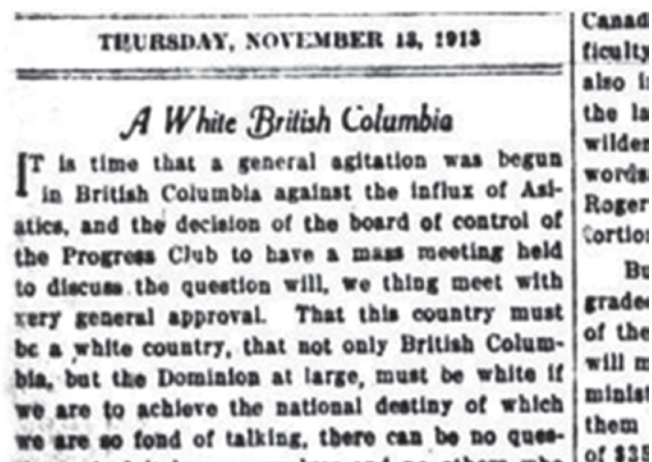 THURSDAY, NOVEMBER 13, 1913
A White British Columbia
IT is time that a general agitation was begun
in British Columbia against the influx of Asi-
atics, and the decision of the board of control of
the Progress Club to have a mass meeting held
to discuss the question will, we thing meet with
very general approval. That this country must
be a white country, that not only British Colum-
bia, but the Dominion at large, must be white if
we are to achieve the national destiny of which
we are so fond of talking, there can be no ques-
Canad
ficulty
also i
the la
wilder
words
Roger
Cortion
Bu
gradee
of the
will m
minist
them
of $35